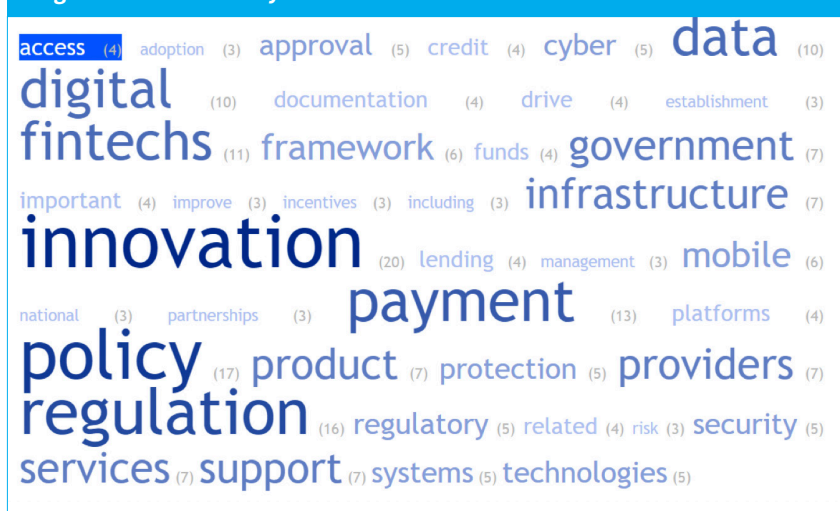 access (4) adoption (3) approval (5) credit (4) cyber (5) data (10)
digital (10) documentation (4) drive (4) establishment (3)
fintechs (11) framework (6) funds (4) government (7)
important (4) improve (3) incentives (3) including (3) infrastructure (7)
innovation (20) lending (4) management (3) mobile (6)
national (3) partnerships (3) payment (13) platforms (4)
policy (17) product (7) protection (5) providers (7)
regulation (16) regulatory (5) related (4) risk (3) security (5)
services (7) support (7) systems (5) technologies (5)